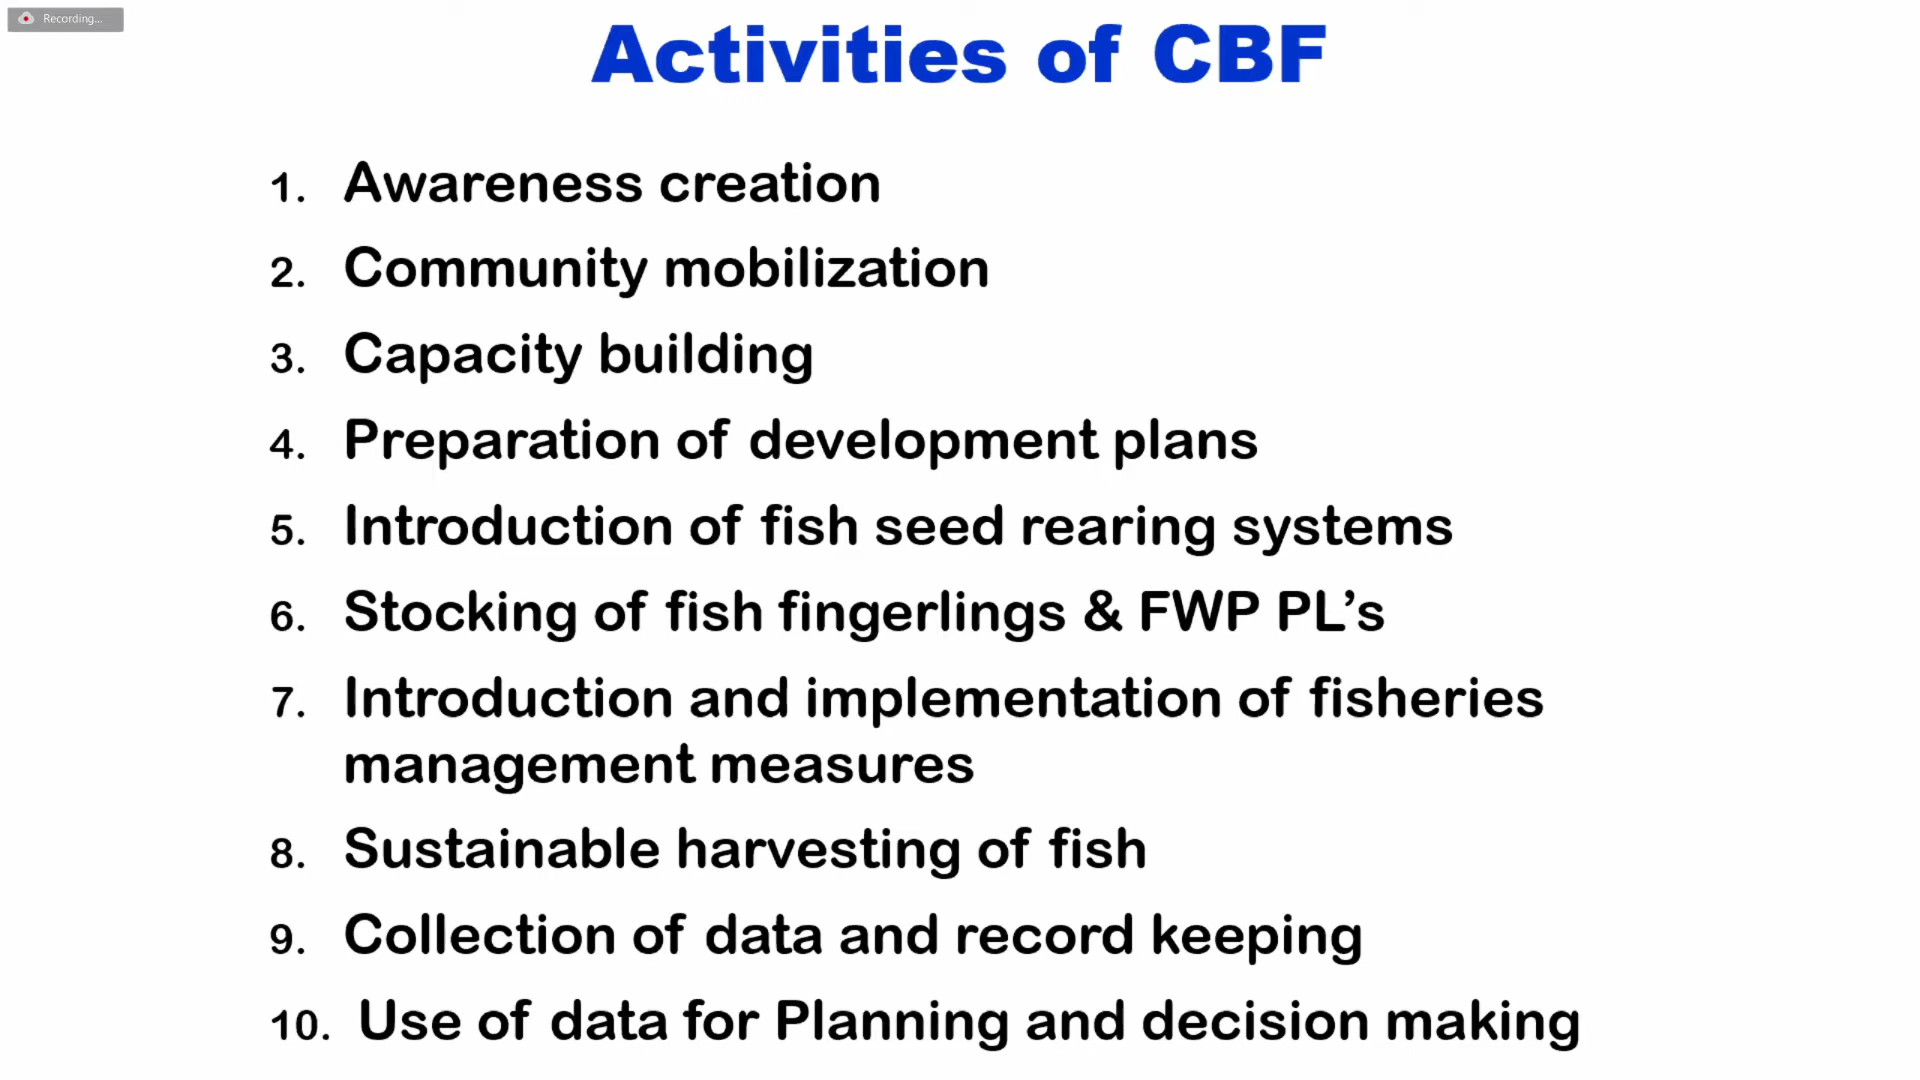 Recording...
Activities of CBF
1. Awareness creation
2. Community mobilization
3. Capacity building
4. Preparation of development plans
5. Introduction of fish seed rearing systems
6. Stocking of fish fingerlings & FWP PL’s
7. Introduction and implementation of fisheries
management measures
8. Sustainable harvesting of fish
9. Collection of data and record keeping
10. Use of data for Planning and decision making